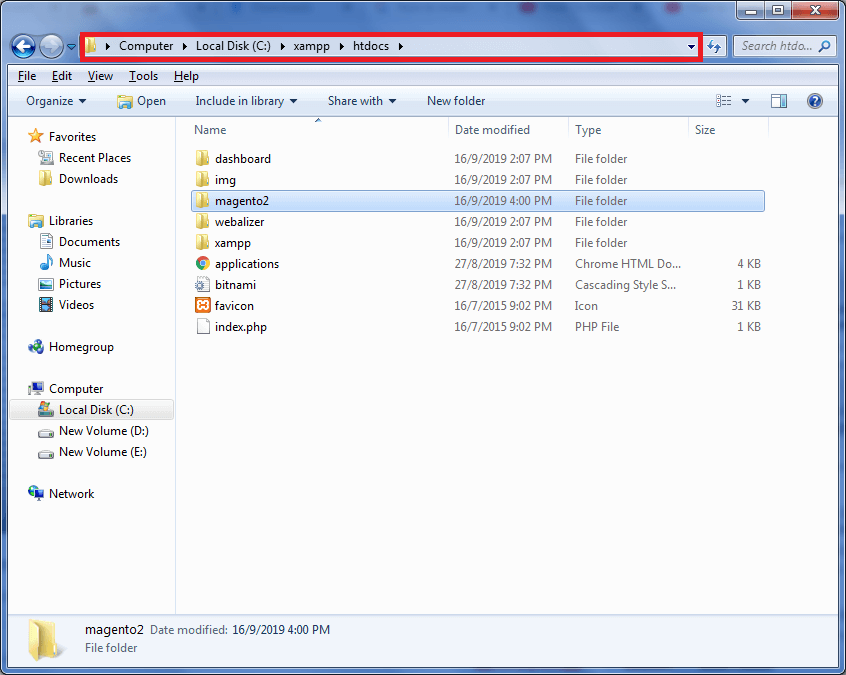 Computer Local Disk (C:) xampp htdocs Search htdo...
File Edit View Tools Help
Organize Open Include in library Share with New folder
Name Date modified Type Size
Favorites
Recent Places
Downloads
Libraries
Documents
Music
Pictures
Videos
Homegroup
Computer
Local Disk (C:)
New Volume (D:)
New Volume (E:)
Network
dashboard 16/9/2019 2:07 PM File folder
img 16/9/2019 2:07 PM File folder
magento2 16/9/2019 4:00 PM File folder
webalizer 16/9/2019 2:07 PM File folder
xampp 16/9/2019 2:07 PM File folder
applications 27/8/2019 7:32 PM Chrome HTML Do... 4 KB
bitnami 27/8/2019 7:32 PM Cascading Style S... 1 KB
favicon 16/7/2015 9:02 PM Icon 31 KB
index.php 16/7/2015 9:02 PM PHP File 1 KB
magento2 Date modified: 16/9/2019 4:00 PM
File folder